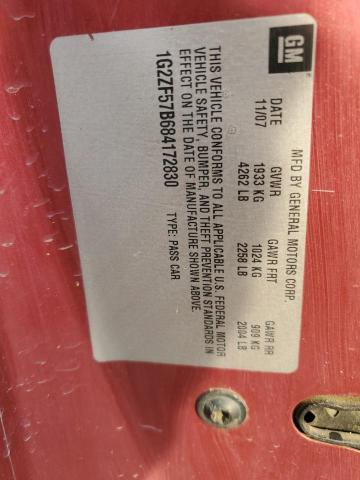 GM
MFD BY GENERAL MOTORS CORP.
DATE GVWR GAWR FRT GAWR RR
11/07 1933 KG 1024 KG 909 KG
4262 LB 2258 LB 2004 LB
THIS VEHICLE CONFORMS TO ALL APPLICABLE U.S. FEDERAL MOTOR
VEHICLE SAFETY, BUMPER, AND THEFT PREVENTION STANDARDS IN
EFFECT ON THE DATE OF MANUFACTURE SHOWN ABOVE.
1G2ZF57B684172830 TYPE: PASS CAR